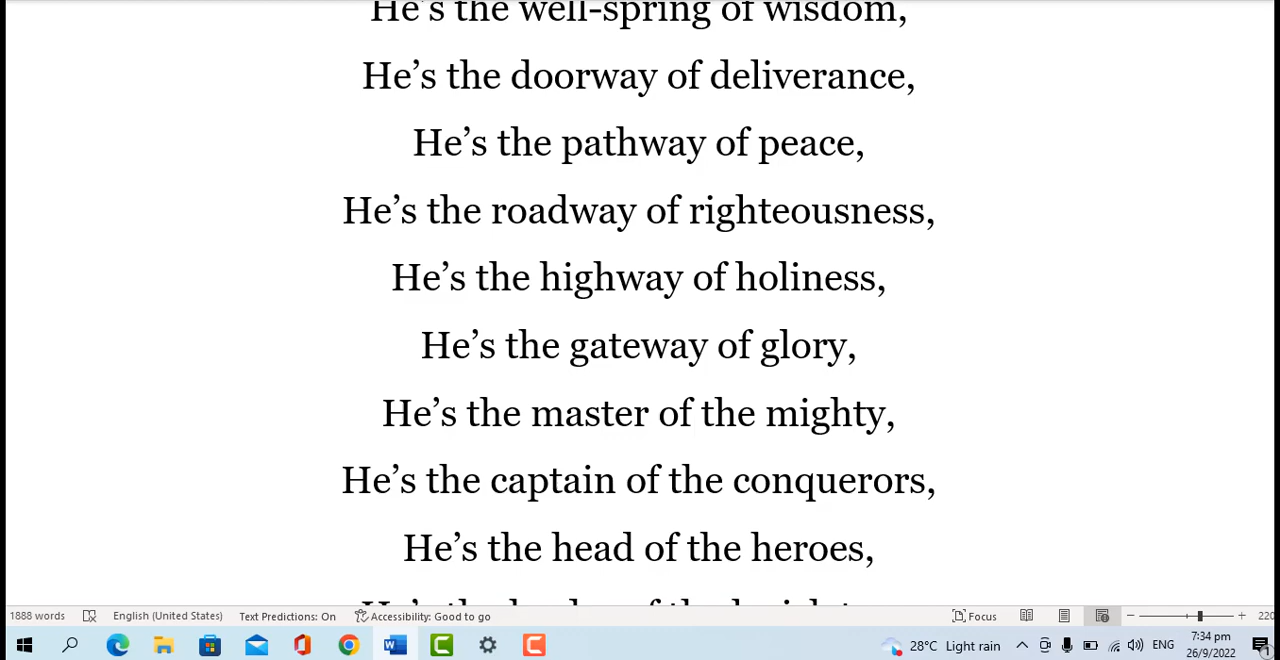 He’s the well-spring of wisdom,
He’s the doorway of deliverance,
He’s the pathway of peace,
He’s the roadway of righteousness,
He’s the highway of holiness,
He’s the gateway of glory,
He’s the master of the mighty,
He’s the captain of the conquerors,
He’s the head of the heroes,
1888 words English (United States) Text Predictions: On Accessibility: Good to go Focus 220
28°C Light rain ENG 7:34 pm
26/9/2022 1